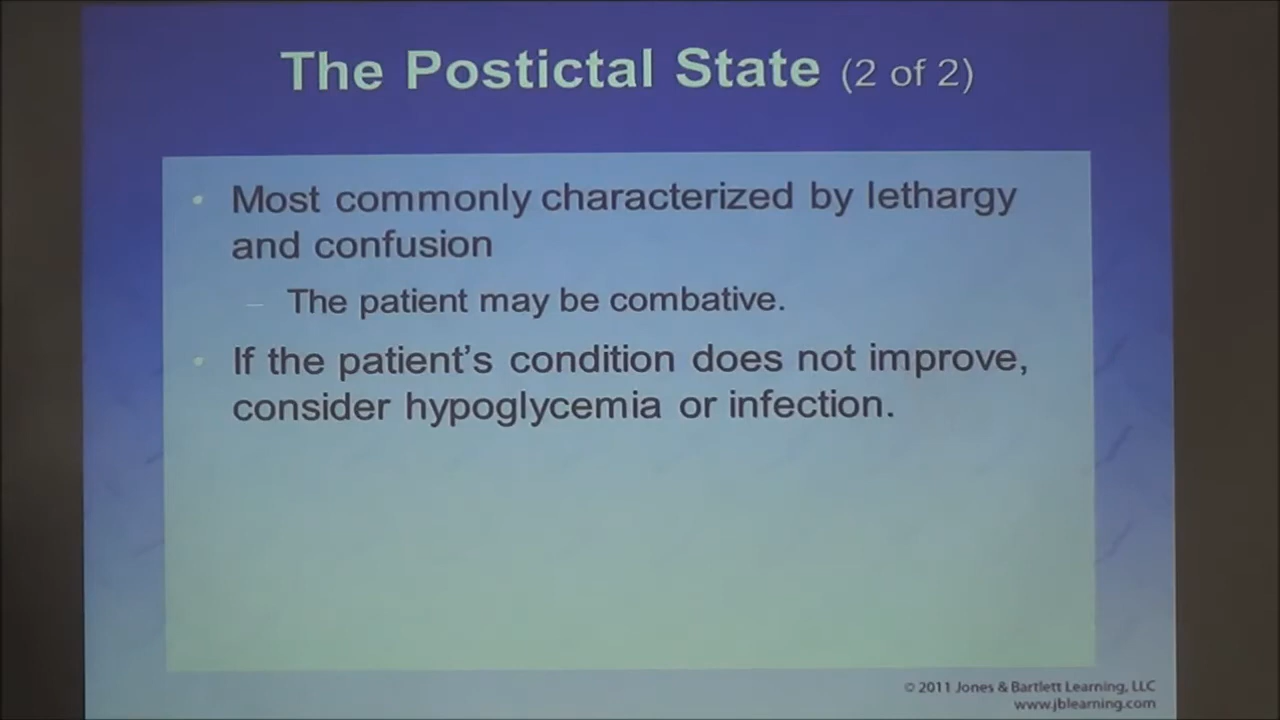 The Postictal State (2 of 2)
• Most commonly characterized by lethargy
and confusion
– The patient may be combative.
• If the patient’s condition does not improve,
consider hypoglycemia or infection.
© 2011 Jones & Bartlett Learning, LLC
www.jblearning.com